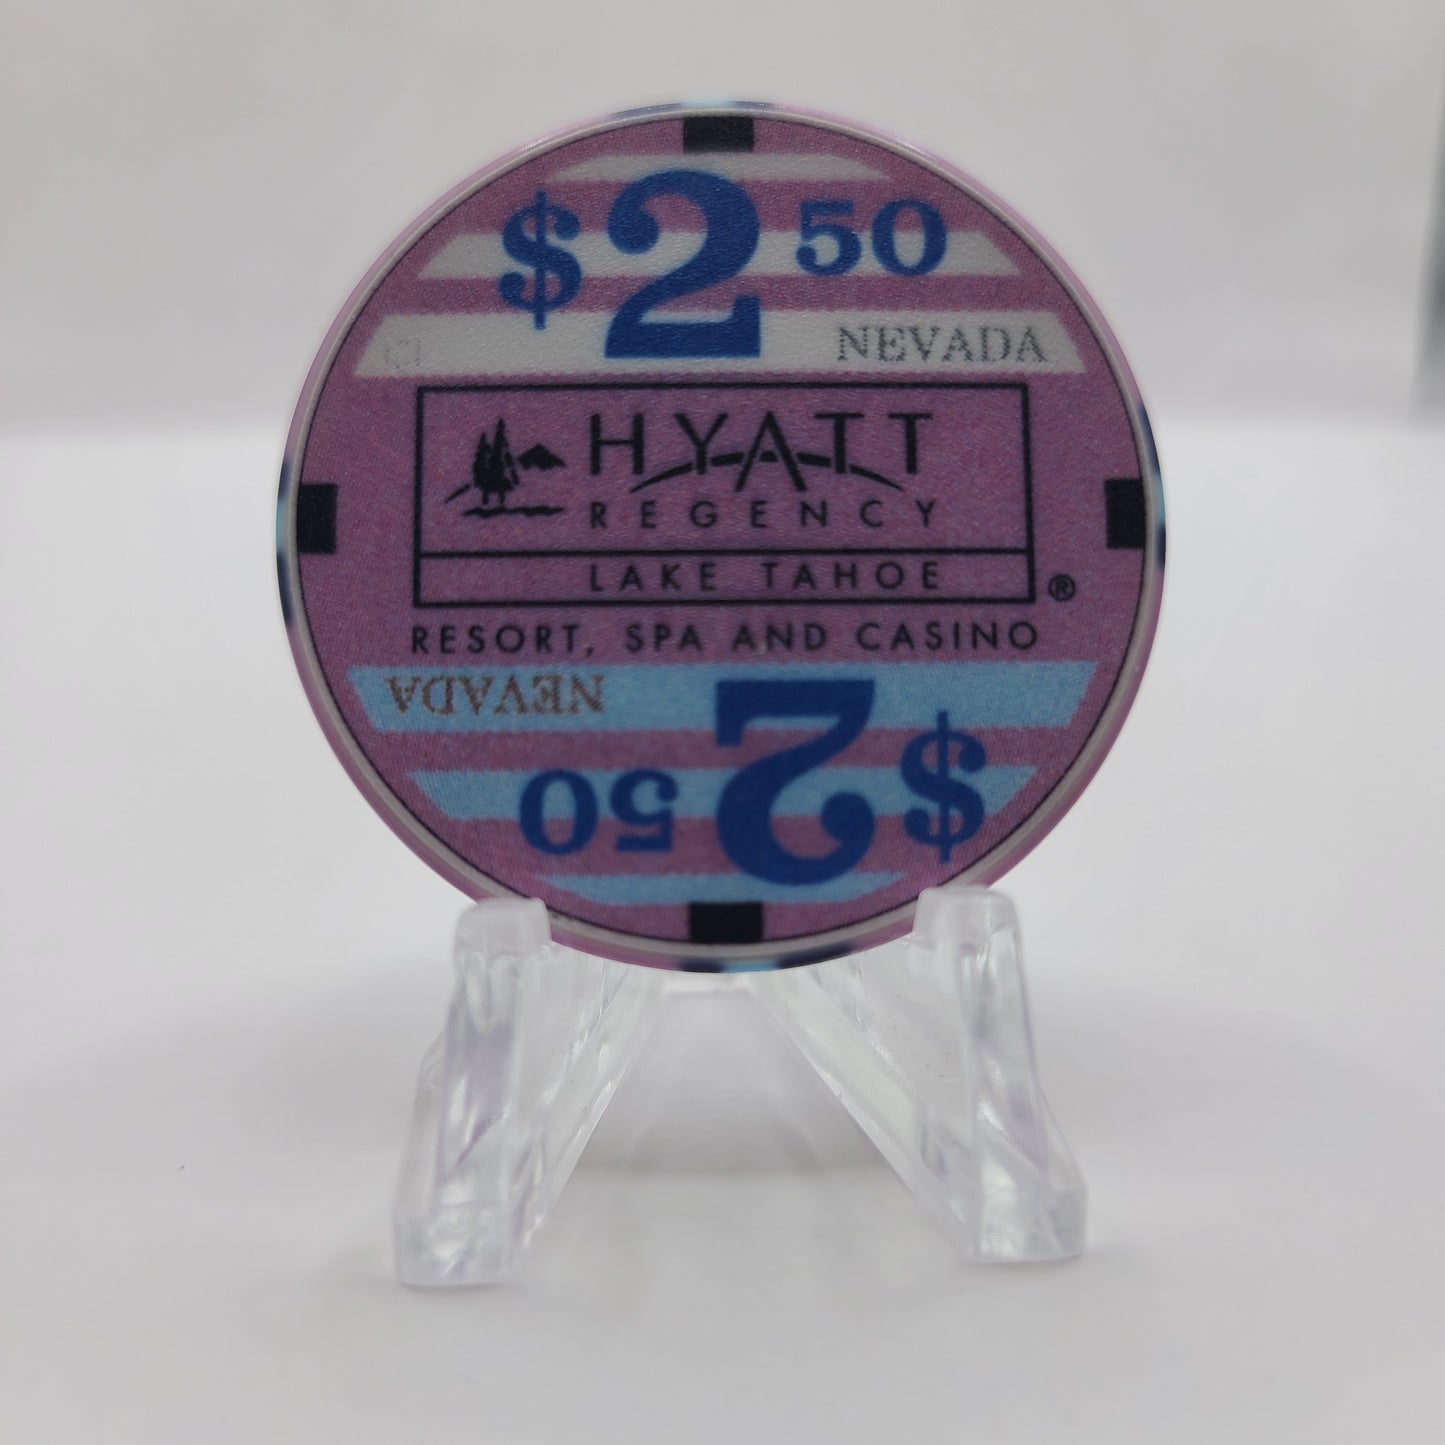 $2 50
NEVADA
HYATT
REGENCY
LAKE TAHOE ®
RESORT, SPA AND CASINO
NEVADA
$2 50